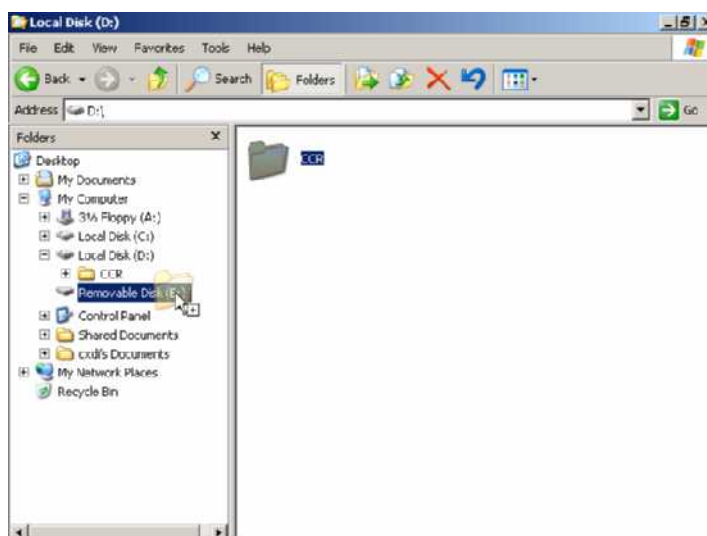 Local Disk (D:)
File Edit View Favorites Tools Help
Back Search Folders
Address D:\ Go
Folders x
Desktop
My Documents
My Computer
3½ Floppy (A:)
Local Disk (C:)
Local Disk (D:)
CCR
Removable Disk (E:)
Control Panel
Shared Documents
cxdfs Documents
My Network Places
Recycle Bin
CCR